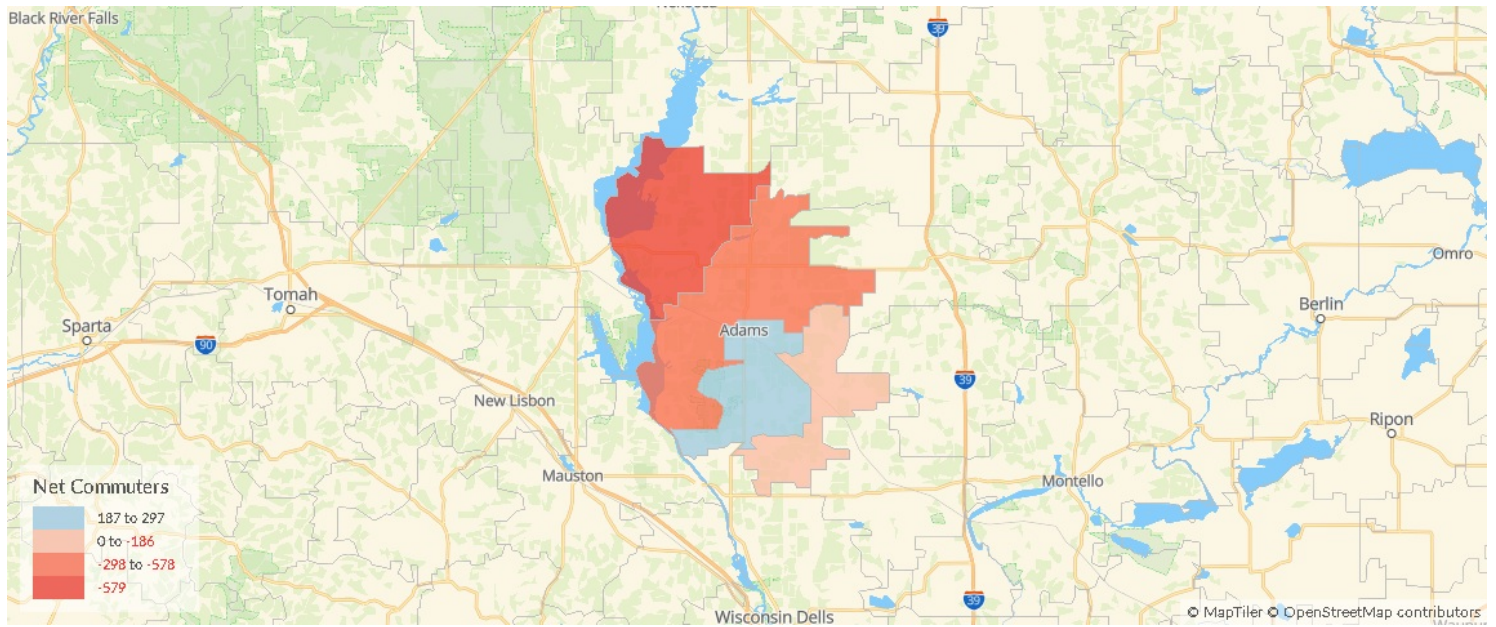 Black River Falls
39
Omro
Tomah
Berlin
Sparta
Adams
90
39
New Lisbon
Ripon
Mauston
Montello
Net Commuters
187 to 297
0 to -186
-298 to -578
-579
39
Wisconsin Dells
© MapTiler © OpenStreetMap contributors